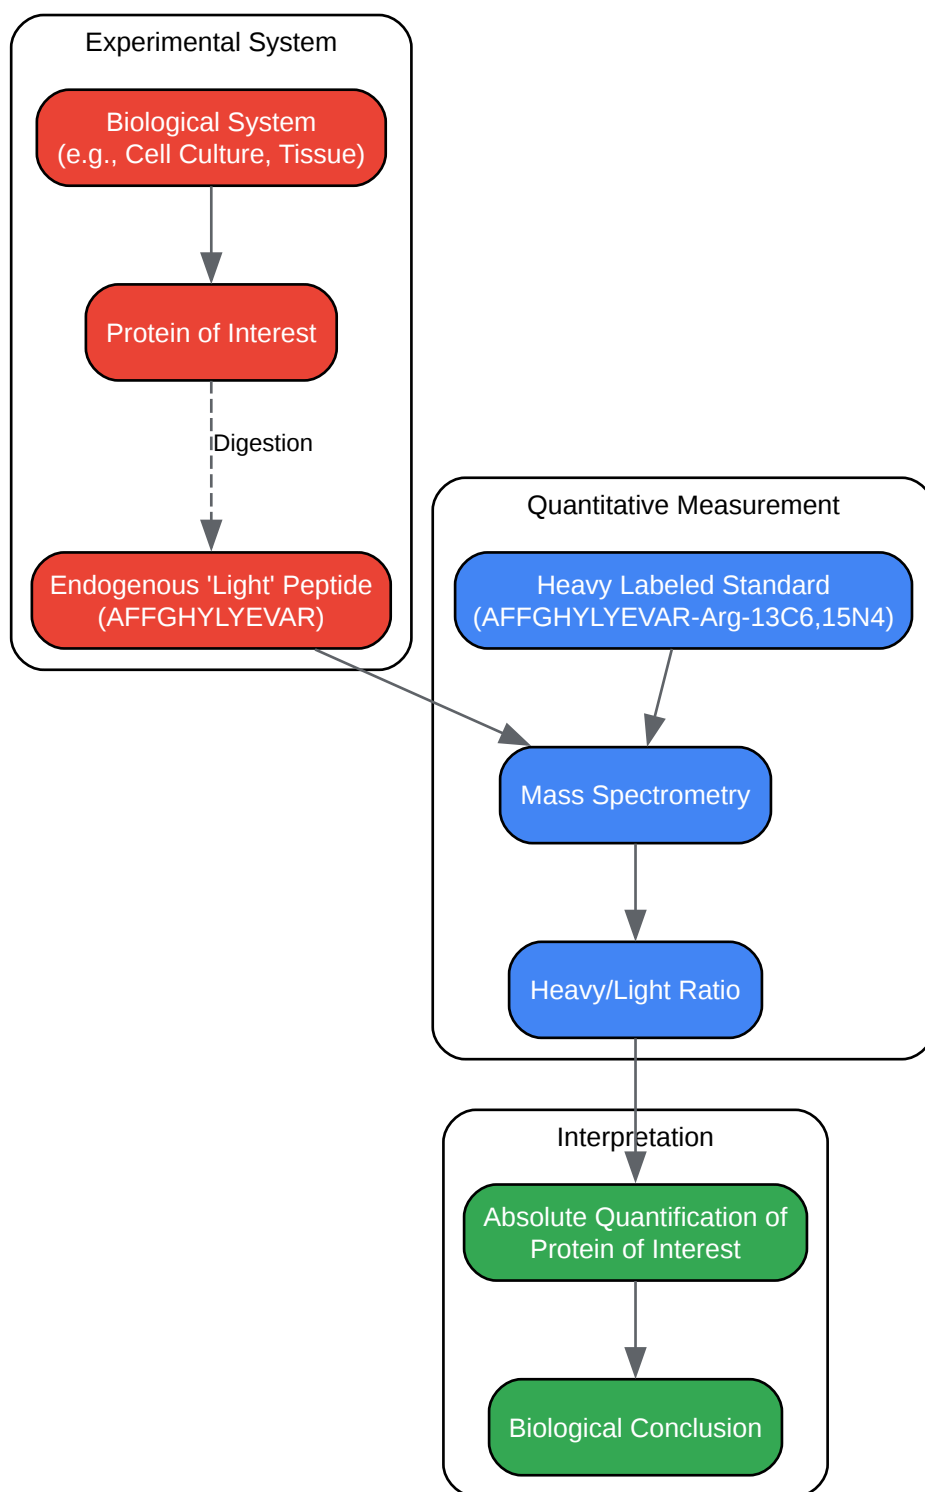 Experimental System
Biological System
(e.g., Cell Culture, Tissue)
Protein of Interest
Digestion
Endogenous 'Light' Peptide
(AFFGHYLYEVAR)
Quantitative Measurement
Heavy Labeled Standard
(AFFGHYLYEVAR-Arg-13C6,15N4)
Mass Spectrometry
Heavy/Light Ratio
Interpretation
Absolute Quantification of
Protein of Interest
Biological Conclusion